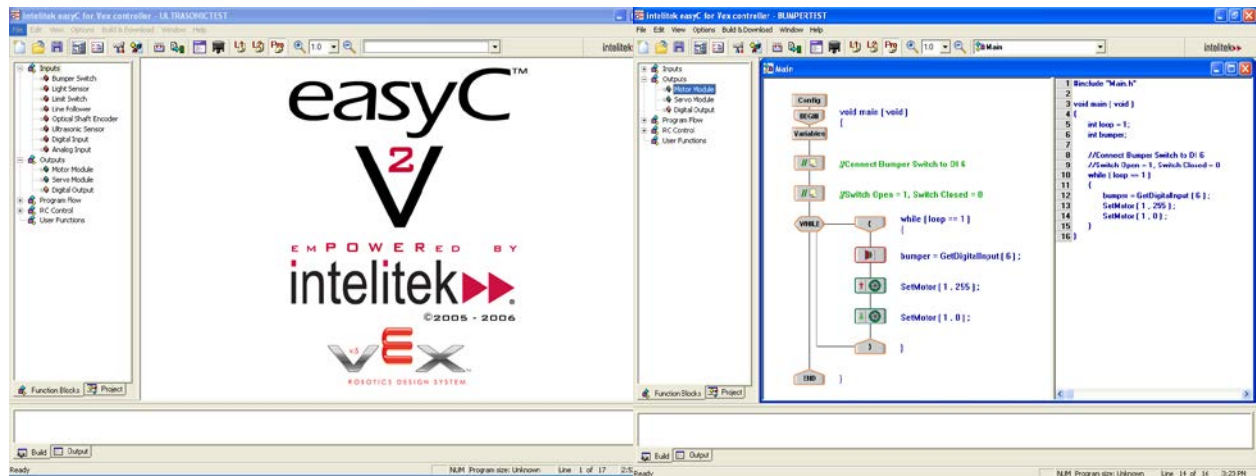 intelitek easyC for Vex controller - ULTRASONICTEST
File Edit View Options Build & Download Window Help
1.0
intelitek
Inputs
Bumper Switch
Light Sensor
Limit Switch
Line Follower
Optical Shaft Encoder
Ultrasonic Sensor
Digital Input
Analog Input
Outputs
Motor Module
Servo Module
Digital Output
Program Flow
RC Control
User Functions
Function Blocks Project
easyC™
V2
EMPOWERED BY
intelitek®
©2005 - 2006
VEX
ROBOTICS DESIGN SYSTEM
Build Output
Ready
NUM Program size: Unknown Line 1 of 17
intelitek easyC for Vex controller - BUMPERTEST
File Edit View Options Build & Download Window Help
1.0
Main
intelitek
Inputs
Outputs
Motor Module
Servo Module
Digital Output
Program Flow
RC Control
User Functions
Function Blocks Project
Main
Config
BEGIN
Variables
void main ( void )
{
//Connect Bumper Switch to DI 6
//Switch Open = 1, Switch Closed = 0
WHILE
{
while ( loop == 1 )
{
bumper = GetDigitalInput ( 6 ) ;
SetMotor ( 1 , 255 ) ;
SetMotor ( 1 , 0 ) ;
}
}
END
}
1 #include "Main.h"
2
3 void main ( void )
4 {
5 int loop = 1;
6 int bumper;
7
8 //Connect Bumper Switch to DI 6
9 //Switch Open = 1, Switch Closed = 0
10 while ( loop == 1 )
11 {
12 bumper = GetDigitalInput ( 6 ) ;
13 SetMotor ( 1 , 255 ) ;
14 SetMotor ( 1 , 0 ) ;
15 }
16 }
Build Output
Ready
NUM Program size: Unknown Line 14 of 16 3:23 PM